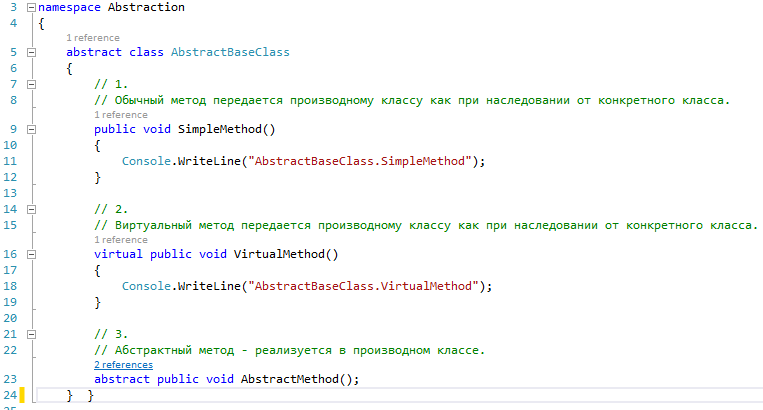 3 namespace Abstraction
4 {
1 reference
5 abstract class AbstractBaseClass
6 {
7 // 1.
8 // Обычный метод передается производному классу как при наследовании от конкретного класса.
1 reference
9 public void SimpleMethod()
10 {
11 Console.WriteLine("AbstractBaseClass.SimpleMethod");
12 }
13
14 // 2.
15 // Виртуальный метод передается производному классу как при наследовании от конкретного класса.
1 reference
16 virtual public void VirtualMethod()
17 {
18 Console.WriteLine("AbstractBaseClass.VirtualMethod");
19 }
20
21 // 3.
22 // Абстрактный метод - реализуется в производном классе.
2 references
23 abstract public void AbstractMethod();
24 } }